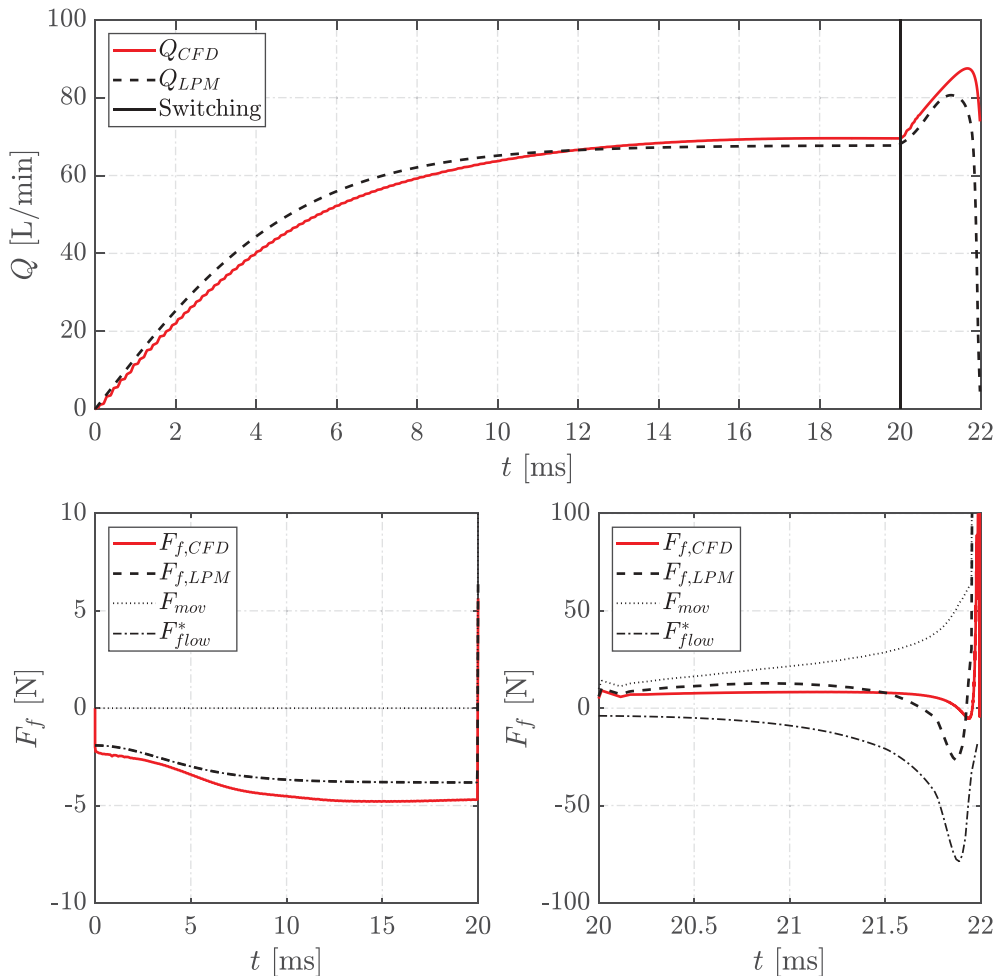 100
80
60
40
20
0
Q [L/min]
Q_CFD
Q_LPM
Switching
0 2 4 6 8 10 12 14 16 18 20 22
t [ms]
10
5
0
-5
-10
F_f [N]
F_f,CFD
F_f,LPM
F_mov
F*_flow
0 5 10 15 20
t [ms]
100
50
0
-50
-100
F_f [N]
F_f,CFD
F_f,LPM
F_mov
F*_flow
20 20.5 21 21.5 22
t [ms]